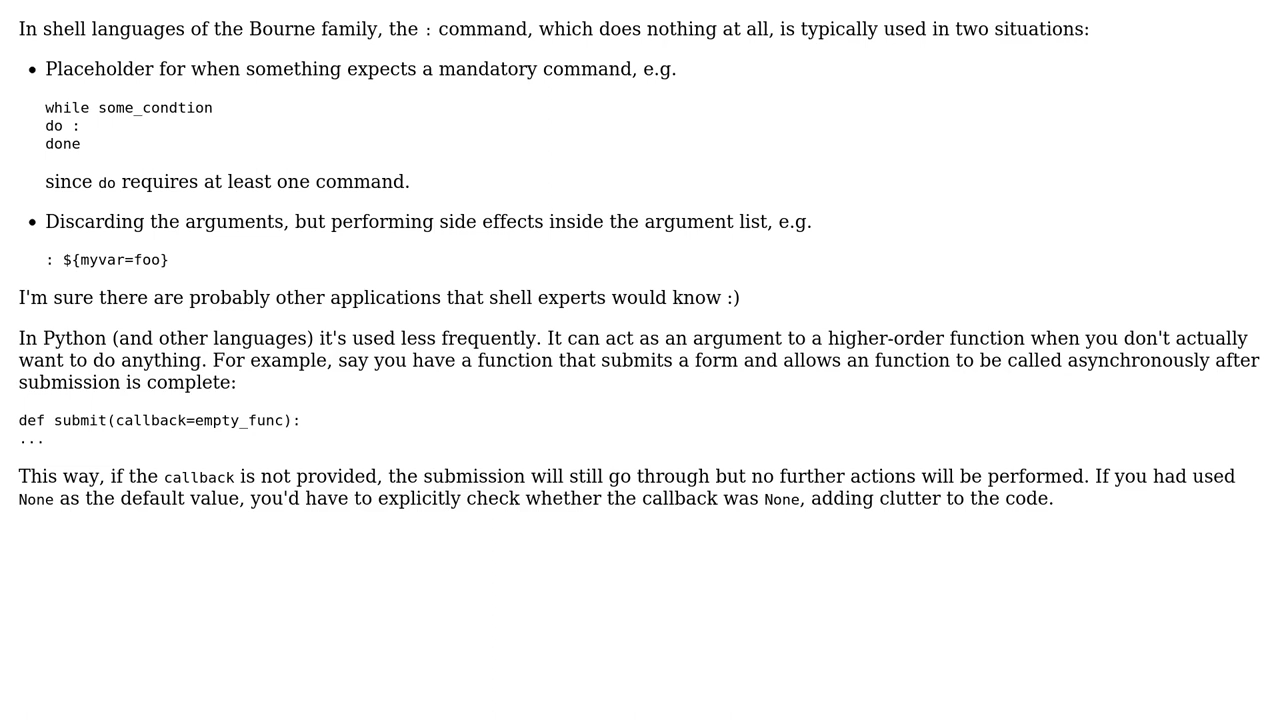 In shell languages of the Bourne family, the : command, which does nothing at all, is typically used in two situations:
• Placeholder for when something expects a mandatory command, e.g.
while some_condtion
do :
done
since do requires at least one command.
• Discarding the arguments, but performing side effects inside the argument list, e.g.
: ${myvar=foo}
I'm sure there are probably other applications that shell experts would know :)
In Python (and other languages) it's used less frequently. It can act as an argument to a higher-order function when you don't actually
want to do anything. For example, say you have a function that submits a form and allows an function to be called asynchronously after
submission is complete:
def submit(callback=empty_func):
...
This way, if the callback is not provided, the submission will still go through but no further actions will be performed. If you had used
None as the default value, you'd have to explicitly check whether the callback was None, adding clutter to the code.